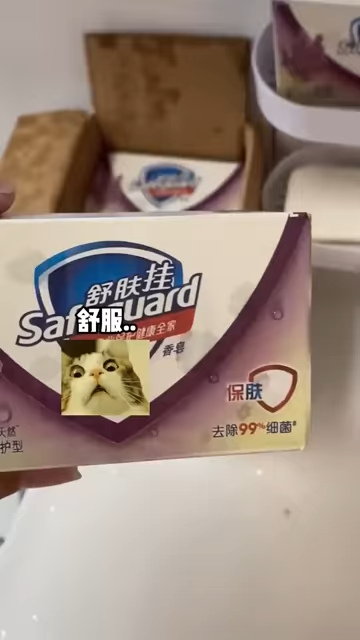 舒肤挂
Safeguard
舒服..
健康全家
香皂
保肤
去除99%细菌#
天然
护型